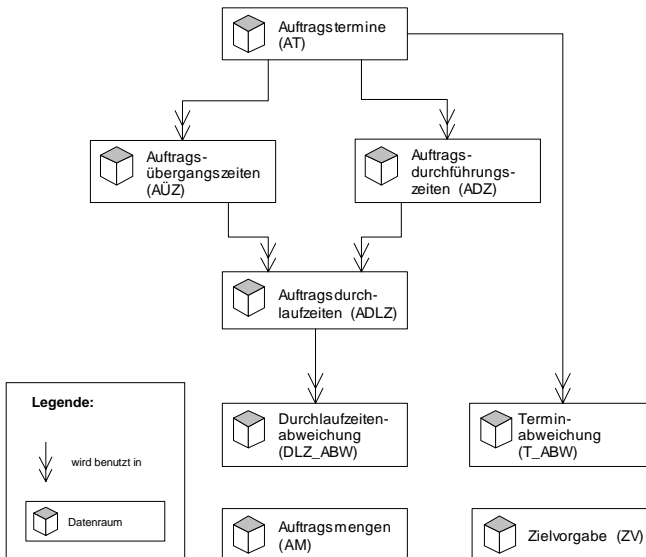 Auftragstermine
(AT)
Auftrags-
übergangszeiten
(AÜZ)
Auftrags-
durchführungs-
zeiten (ADZ)
Auftragsdurch-
laufzeiten (ADLZ)
Legende:
wird benutzt in
Datenraum
Durchlaufzeiten-
abweichung
(DLZ_ABW)
Termin-
abweichung
(T_ABW)
Auftragsmengen
(AM)
Zielvorgabe (ZV)